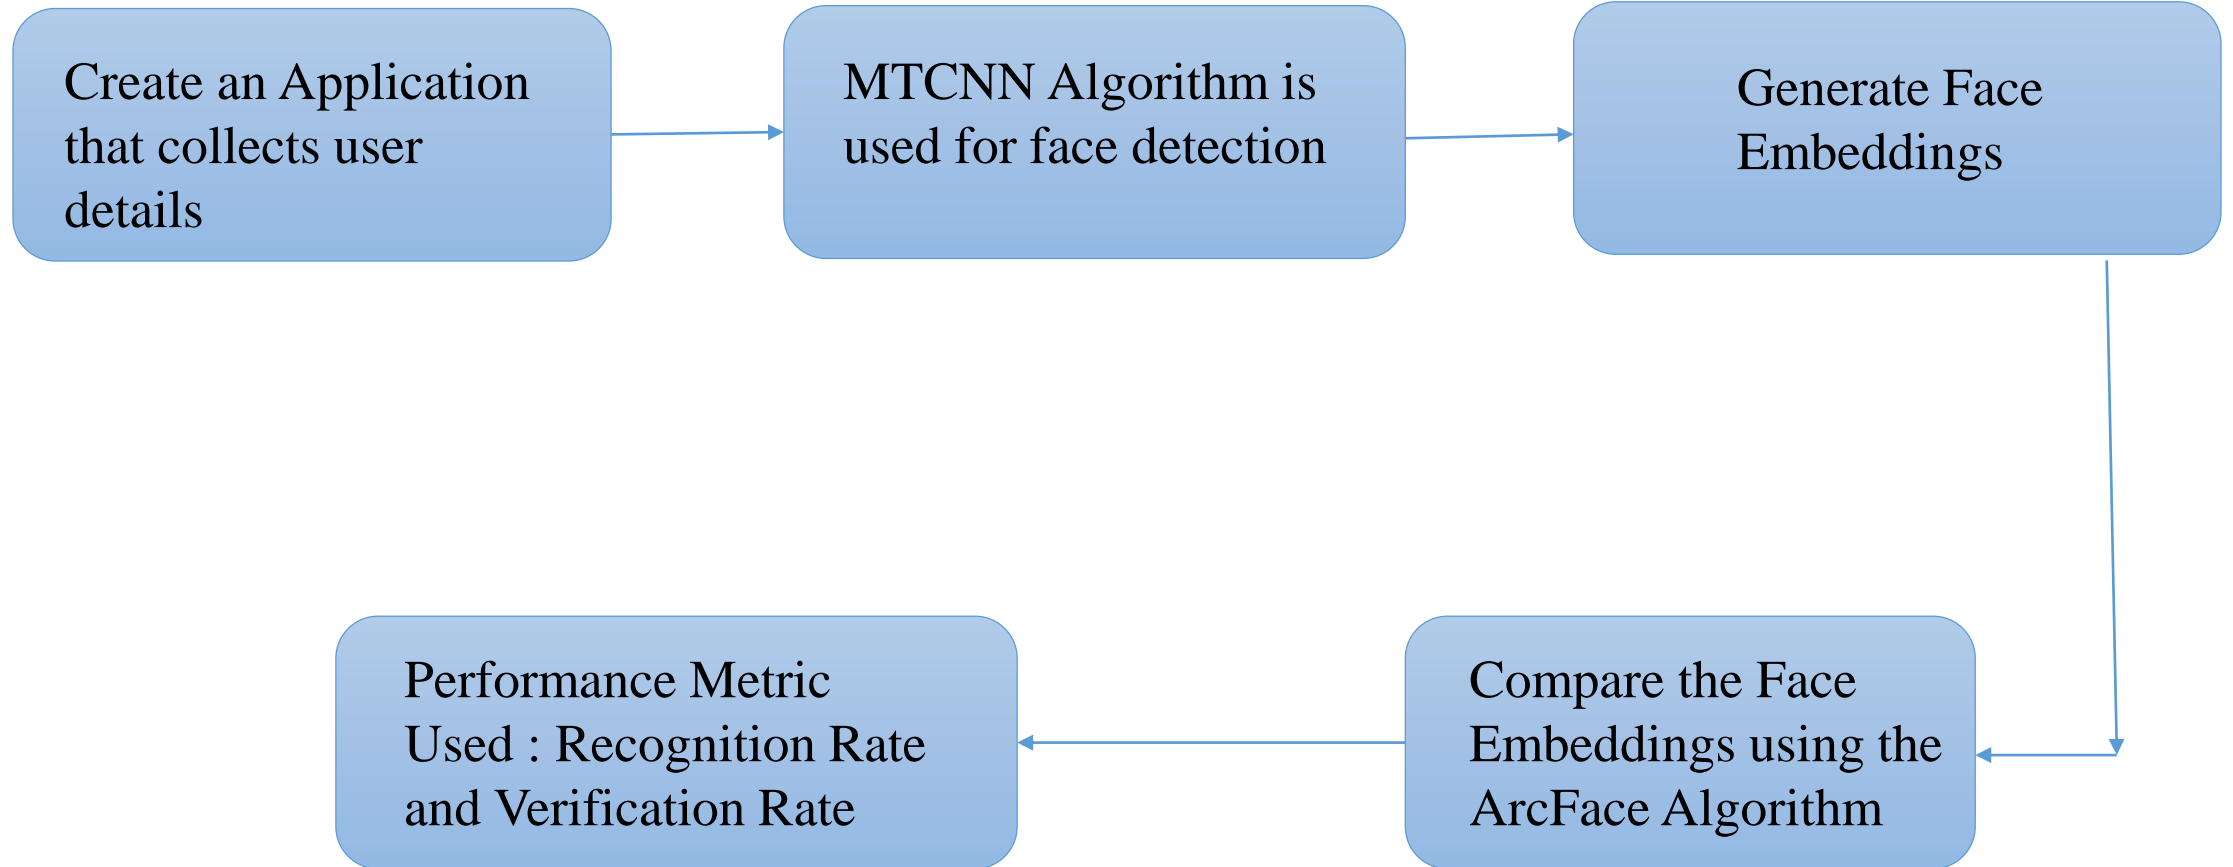 Create an Application
that collects user
details
MTCNN Algorithm is
used for face detection
Generate Face
Embeddings
Compare the Face
Embeddings using the
ArcFace Algorithm
Performance Metric
Used : Recognition Rate
and Verification Rate